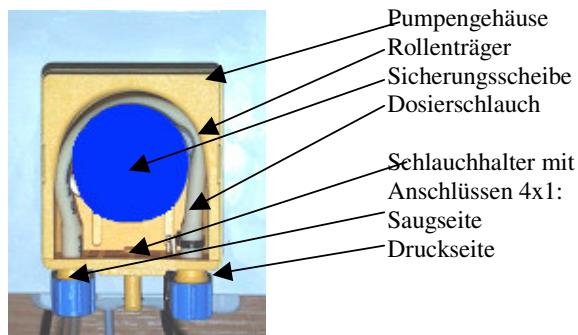 Pumpengehäuse
Rollenträger
Sicherungsscheibe
Dosierschlauch
Schlauchhalter mit
Anschlüssen 4x1:
Saugseite
Druckseite